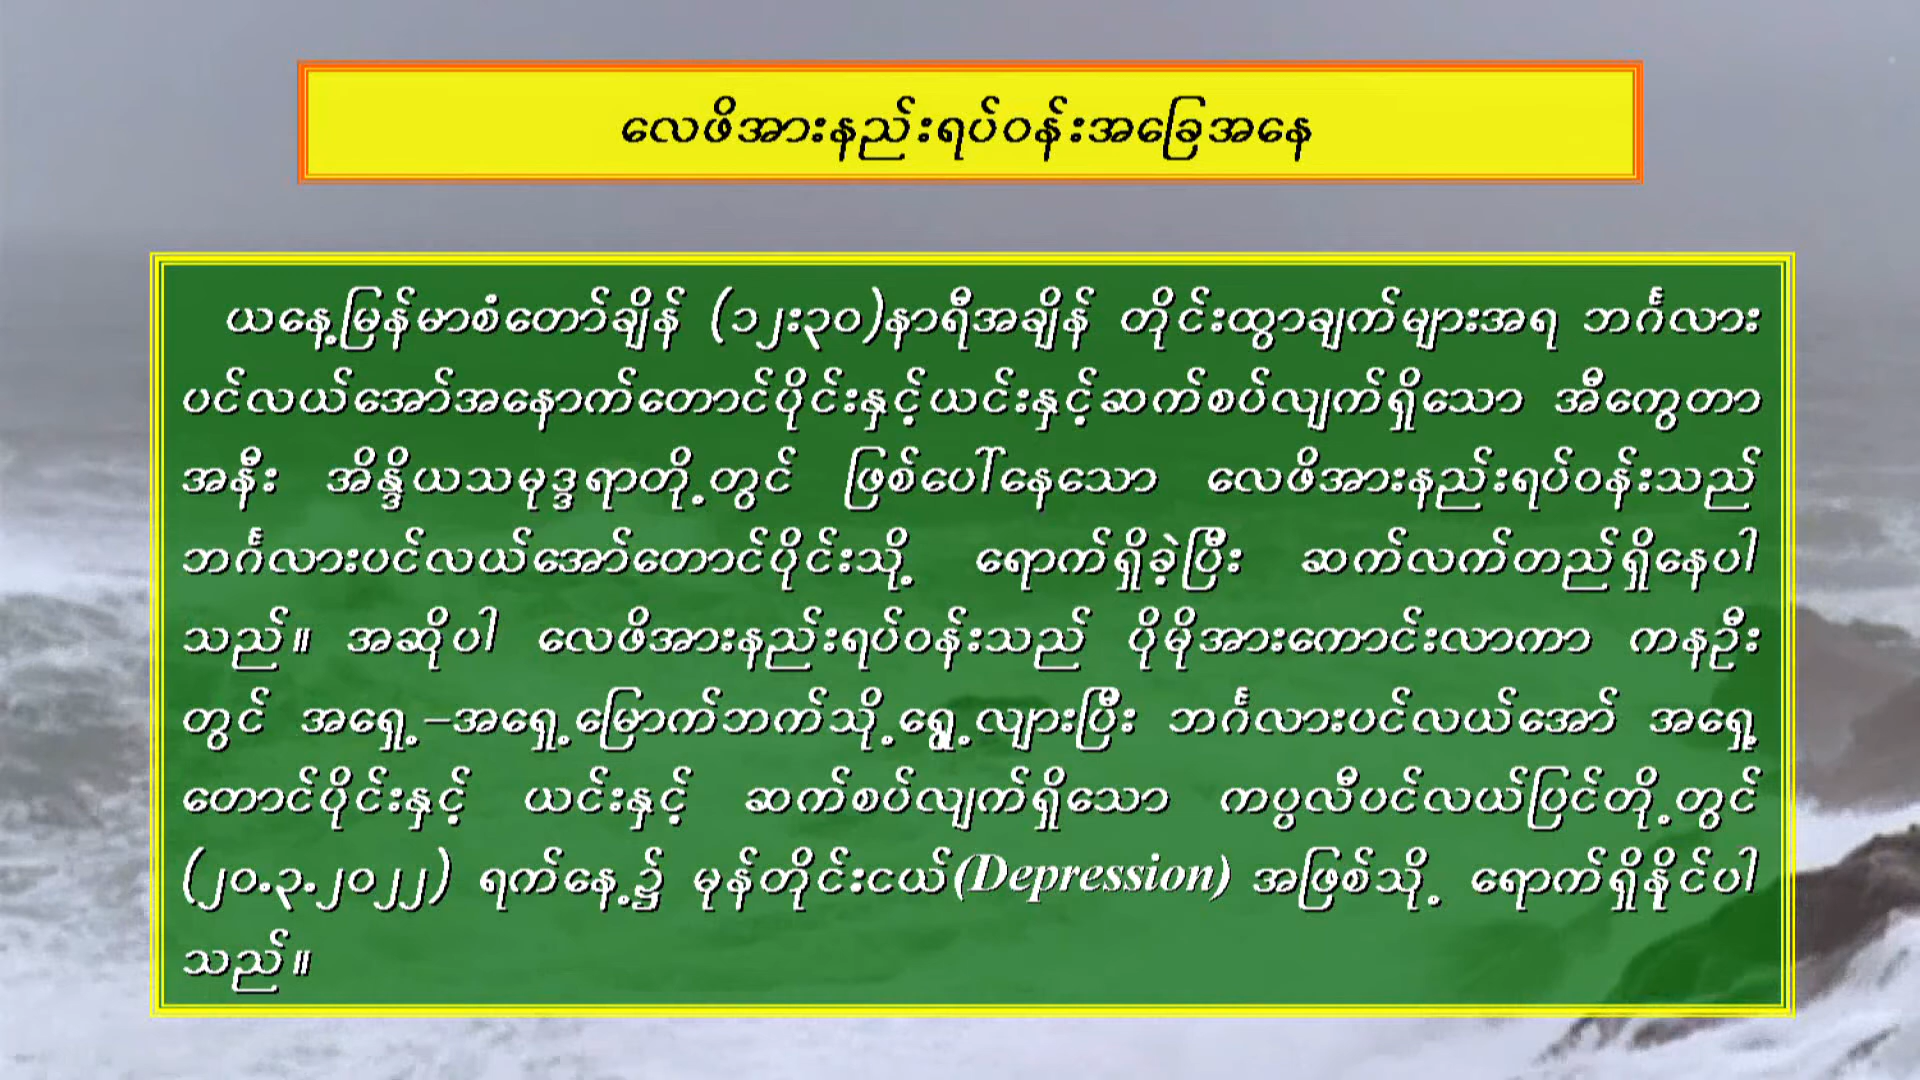 လေဖိအားနည်းရပ်ဝန်းအခြေအနေ
ယနေ့မြန်မာစံတော်ချိန် (၁၂း၃၀)နာရီအချိန် တိုင်းထွာချက်များအရ ဘင်္ဂလား
ပင်လယ်အော်အနောက်တောင်ပိုင်းနှင့်ယင်းနှင့်ဆက်စပ်လျက်ရှိသော အီကွေတာ
အနီး အိန္ဒိယသမုဒ္ဒရာတို့တွင် ဖြစ်ပေါ်နေသော လေဖိအားနည်းရပ်ဝန်းသည်
ဘင်္ဂလားပင်လယ်အော်တောင်ပိုင်းသို့ ရောက်ရှိခဲ့ပြီး ဆက်လက်တည်ရှိနေပါ
သည်။ အဆိုပါ လေဖိအားနည်းရပ်ဝန်းသည် ပိုမိုအားကောင်းလာကာ ကနဦး
တွင် အရှေ့–အရှေ့မြောက်ဘက်သို့ရွှေ့လျားပြီး ဘင်္ဂလားပင်လယ်အော် အရှေ့
တောင်ပိုင်းနှင့် ယင်းနှင့် ဆက်စပ်လျက်ရှိသော ကပ္ပလီပင်လယ်ပြင်တို့တွင်
(၂၀.၃.၂၀၂၂) ရက်နေ့၌ မုန်တိုင်းငယ်(Depression) အဖြစ်သို့ ရောက်ရှိနိုင်ပါ
သည်။